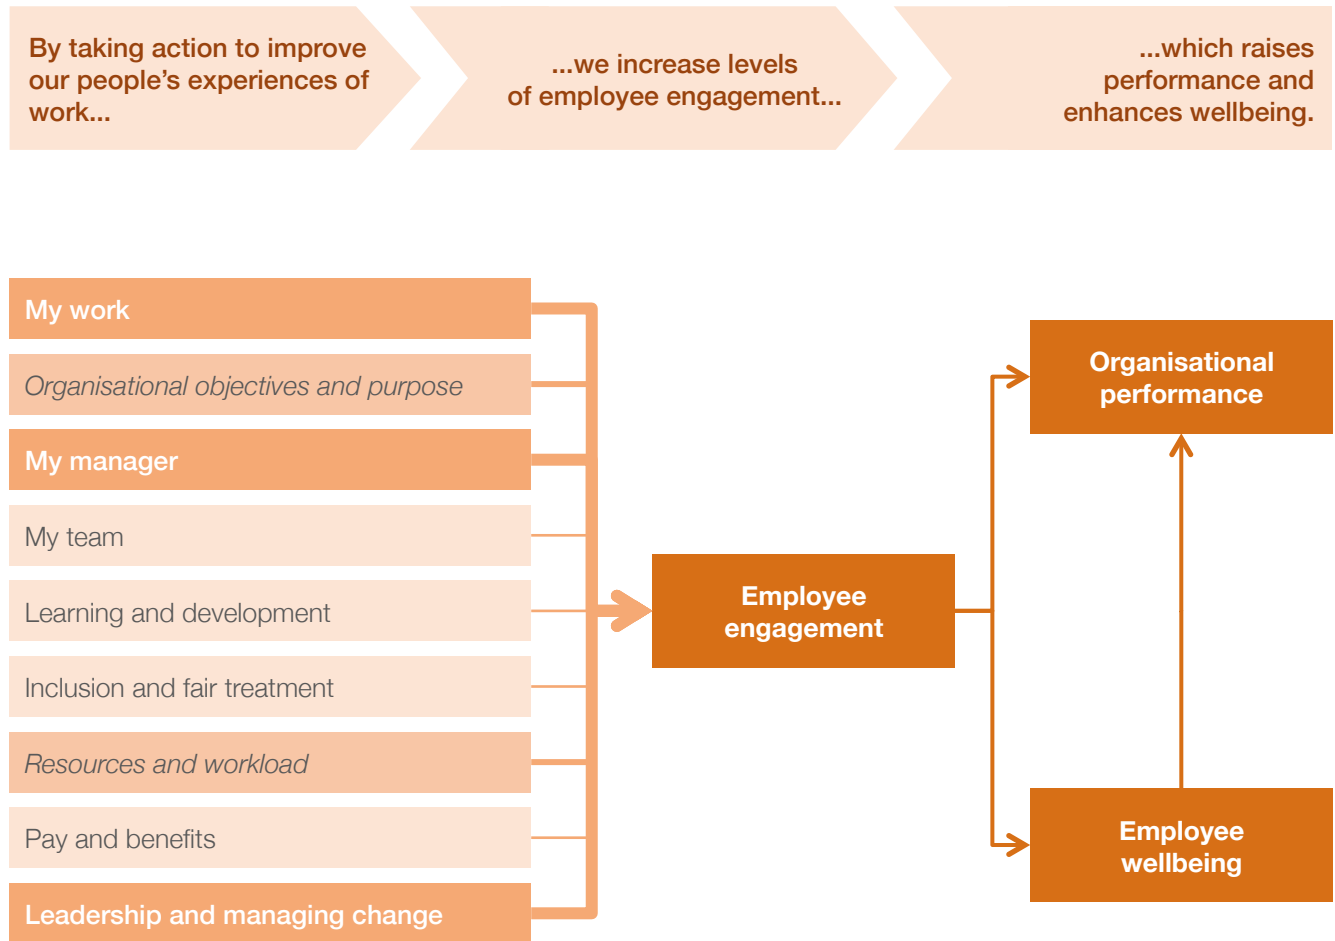 By taking action to improve
our people’s experiences of
work...
...we increase levels
of employee engagement...
...which raises
performance and
enhances wellbeing.
My work
Organisational objectives and purpose
My manager
My team
Learning and development
Inclusion and fair treatment
Resources and workload
Pay and benefits
Leadership and managing change
Employee
engagement
Organisational
performance
Employee
wellbeing